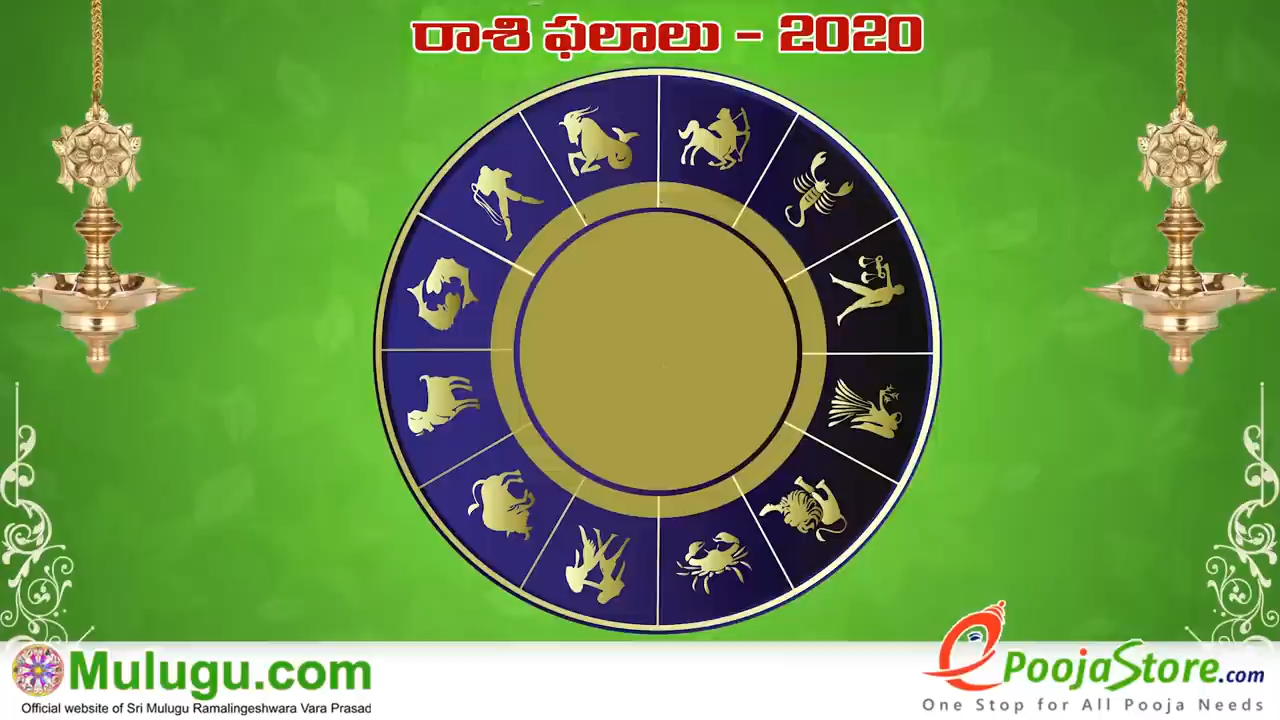 రాశి ఫలాలు - 2020
Mulugu.com
Official website of Sri Mulugu Ramalingeshwara Vara Prasad
ePoojaStore.com
One Stop for All Pooja Needs